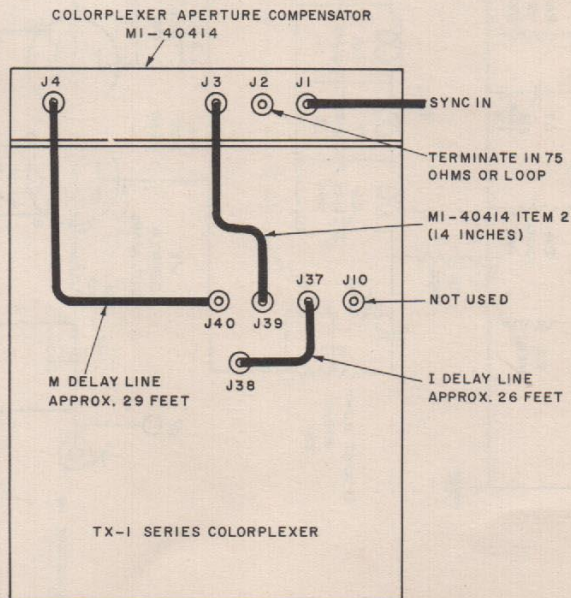 COLORPLEXER APERTURE COMPENSATOR
MI-40414
J4
J3
J2
J1
SYNC IN
TERMINATE IN 75
OHMS OR LOOP
MI-40414 ITEM 2
(14 INCHES)
J37
J10
NOT USED
J40
J39
J38
M DELAY LINE
APPROX. 29 FEET
I DELAY LINE
APPROX. 26 FEET
TX-I SERIES COLORPLEXER